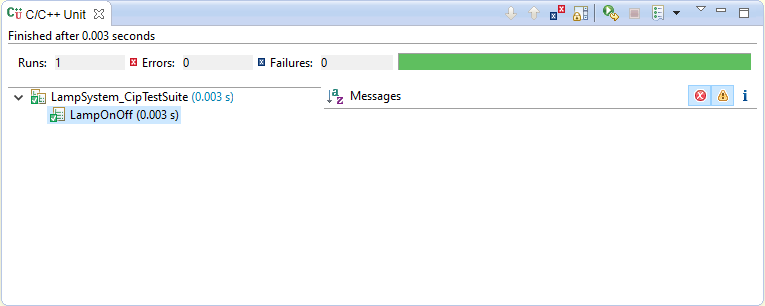 C/C++ Unit
Finished after 0.003 seconds
Runs: 1 Errors: 0 Failures: 0
LampSystem_CipTestSuite (0.003 s)
Messages
LampOnOff (0.003 s)